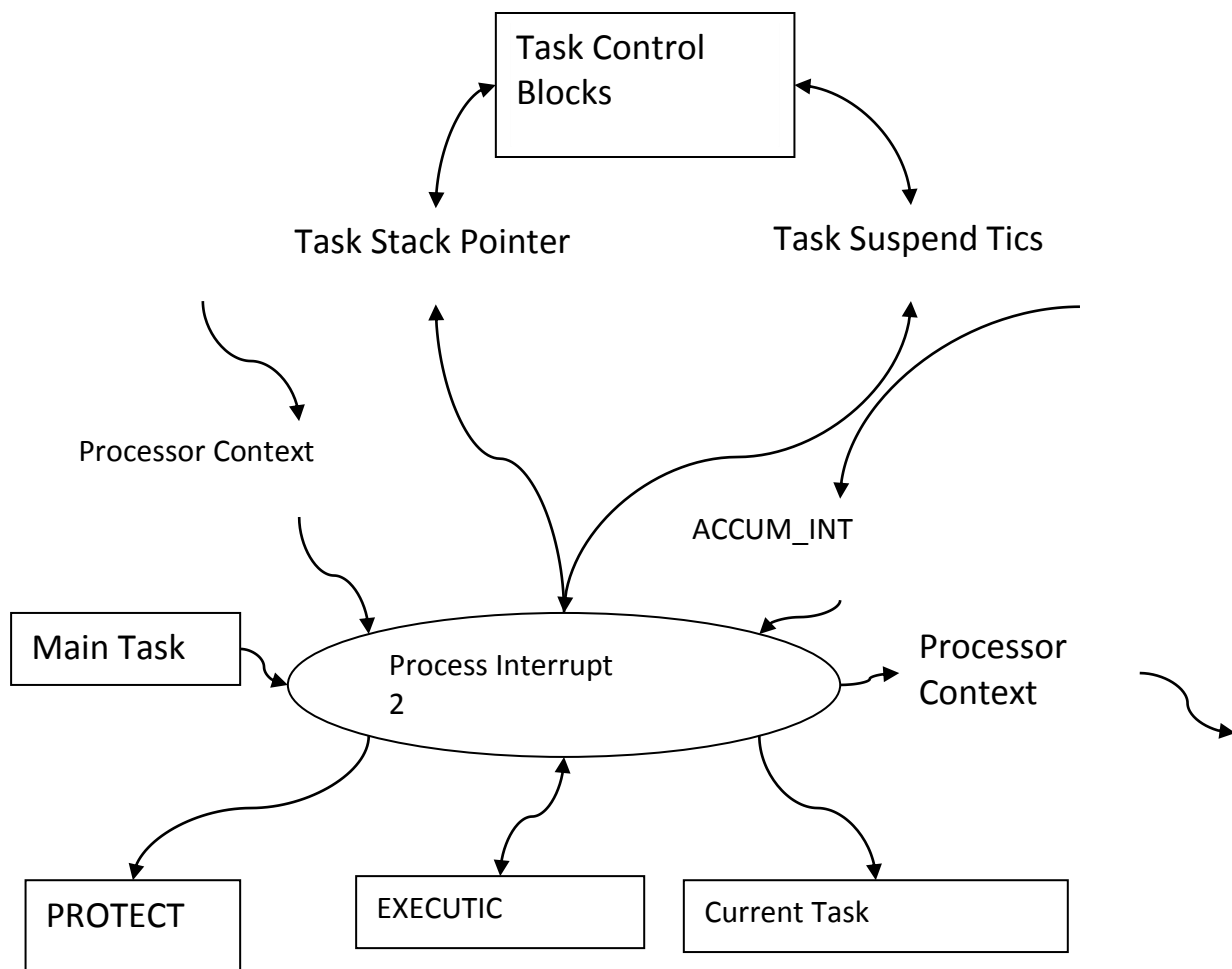 Task Control
Blocks
Task Stack Pointer
Task Suspend Tics
Processor Context
ACCUM_INT
Main Task
Process Interrupt
2
Processor
Context
PROTECT
EXECUTIC
Current Task